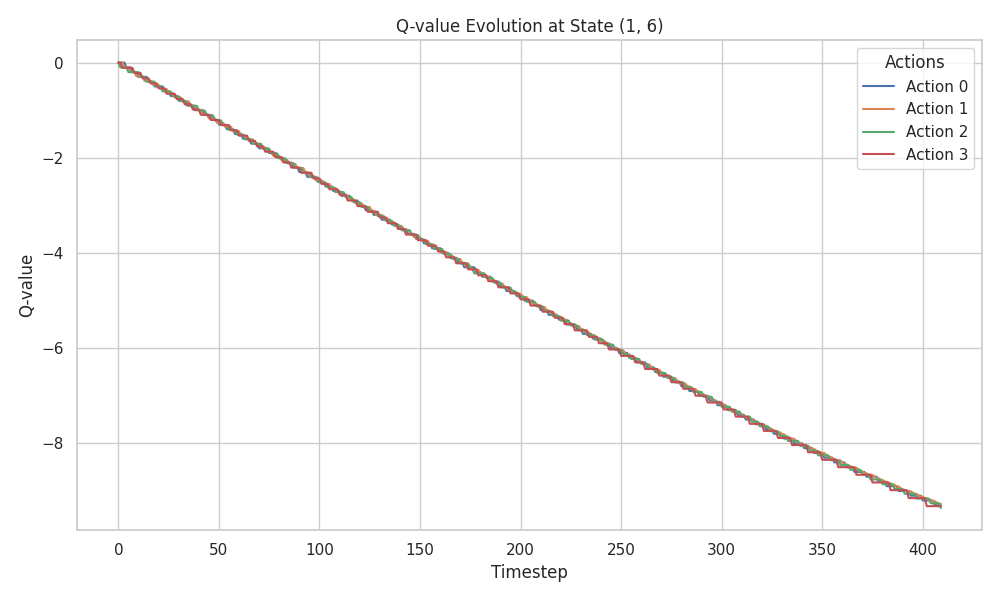 Q-value Evolution at State (1, 6)
Actions
Action 0
Action 1
Action 2
Action 3
Q-value
0
−2
−4
−6
−8
0 50 100 150 200 250 300 350 400
Timestep